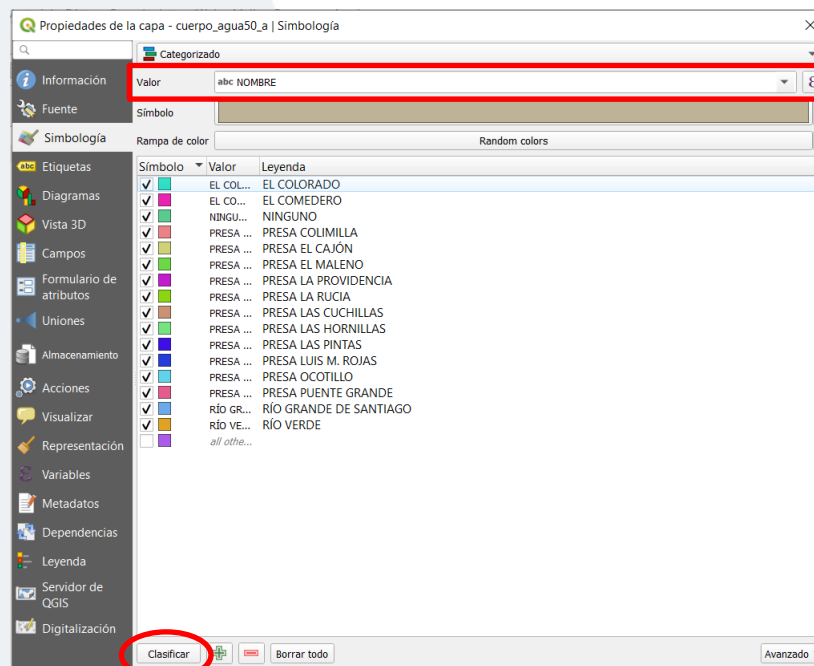 Propiedades de la capa - cuerpo_agua50_a | Simbología
Categorizado
Información
Valor
abc NOMBRE
Fuente
Símbolo
Simbología
Rampa de color
Random colors
abc Etiquetas
Símbolo Valor Leyenda
EL COL... EL COLORADO
Diagramas
EL CO... EL COMEDERO
NINGU... NINGUNO
Vista 3D
PRESA ... PRESA COLIMILLA
PRESA ... PRESA EL CAJÓN
Campos
PRESA ... PRESA EL MALENO
Formulario de
atributos
PRESA ... PRESA LA PROVIDENCIA
PRESA ... PRESA LA RUCIA
Uniones
PRESA ... PRESA LAS CUCHILLAS
PRESA ... PRESA LAS HORNILLAS
Almacenamiento
PRESA ... PRESA LAS PINTAS
PRESA ... PRESA LUIS M. ROJAS
Acciones
PRESA ... PRESA OCOTILLO
PRESA ... PRESA PUENTE GRANDE
Visualizar
RÍO GR... RÍO GRANDE DE SANTIAGO
RÍO VE... RÍO VERDE
Representación
all othe...
Variables
Metadatos
Dependencias
Leyenda
Servidor de
QGIS
Digitalización
Clasificar
Borrar todo
Avanzado